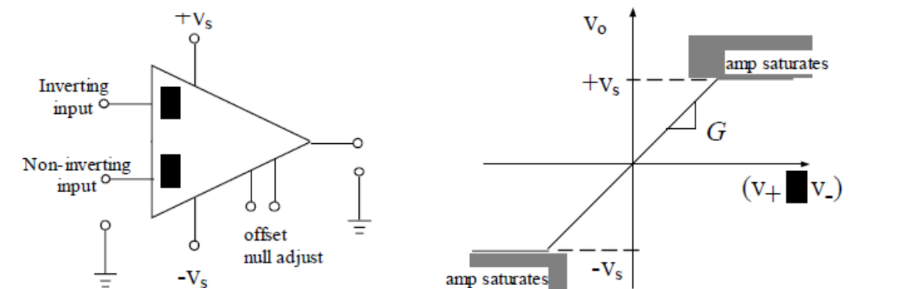 +Vs
Inverting
input
Non-inverting
input
offset
null adjust
-Vs
Vo
amp saturates
+Vs
G
(V+ V-)
-Vs
amp saturates